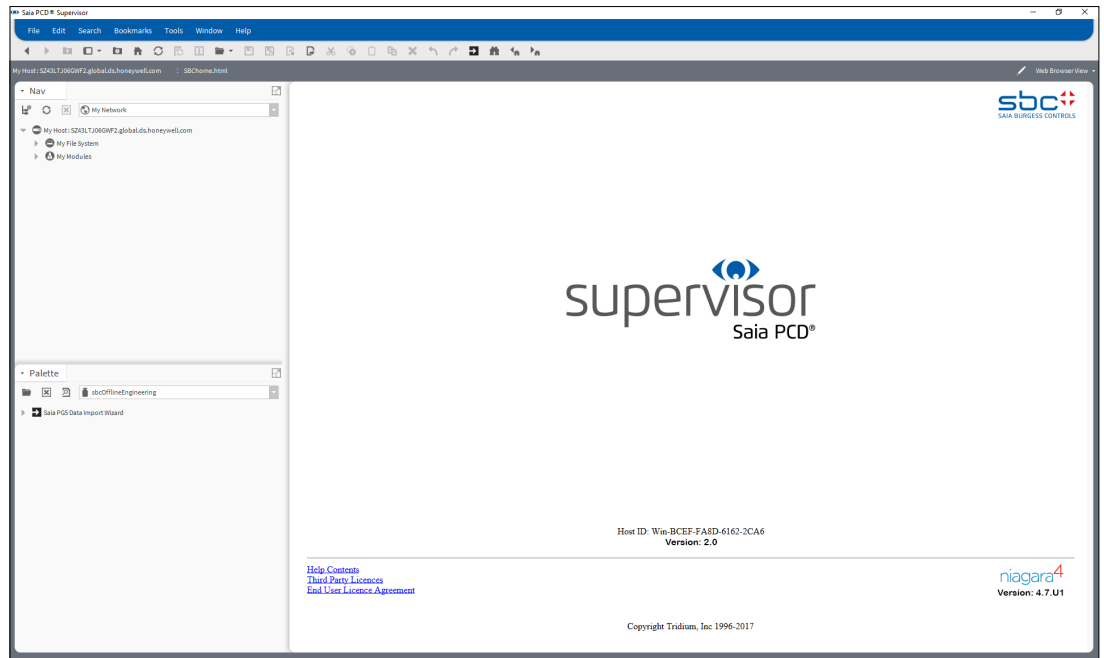 Saia PCD® Supervisor
File Edit Search Bookmarks Tools Window Help
My Host : SZ43LTJ06GWF2.global.ds.honeywell.com : SBChome.html
Web Browser View
Nav
My Network
My Host : SZ43LTJ06GWF2.global.ds.honeywell.com
My File System
My Modules
Palette
sbcOfflineEngineering
Saia PG5 Data Import Wizard
sbc
SAIA BURGESS CONTROLS
supervisor
Saia PCD®
Host ID: Win-BCEF-FA8D-6162-2CA6
Version: 2.0
Help Contents
Third Party Licences
End User Licence Agreement
niagara4
Version: 4.7.U1
Copyright Tridium, Inc 1996-2017